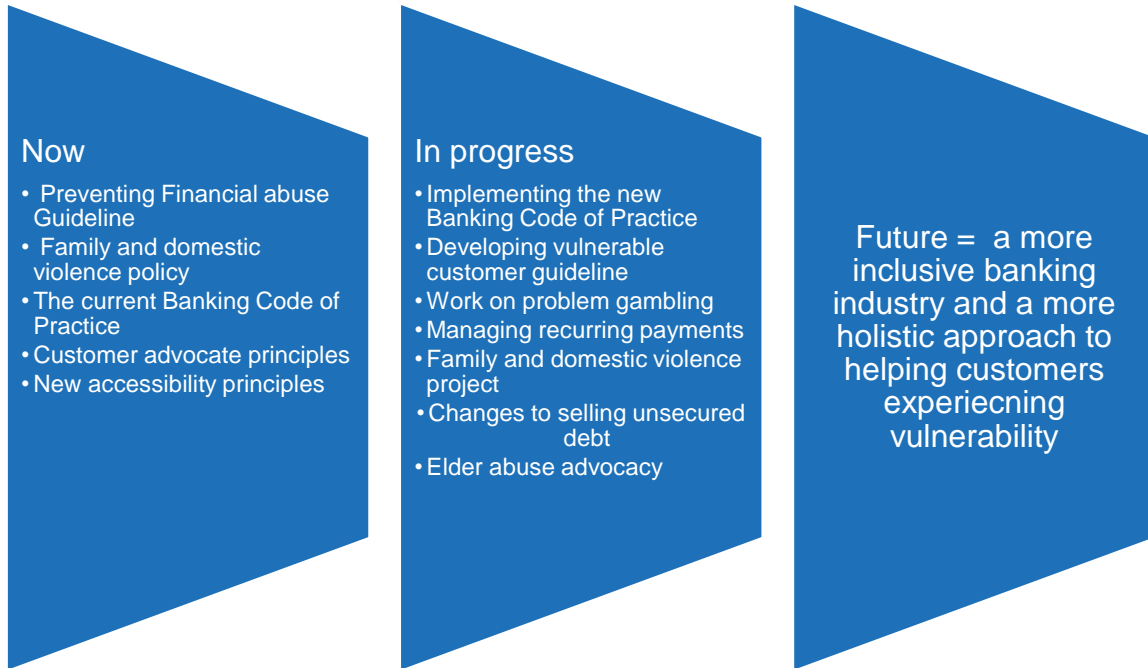 Now
• Preventing Financial abuse
Guideline
• Family and domestic
violence policy
• The current Banking Code of
Practice
• Customer advocate principles
• New accessibility principles
In progress
• Implementing the new
Banking Code of Practice
• Developing vulnerable
customer guideline
• Work on problem gambling
• Managing recurring payments
• Family and domestic violence
project
• Changes to selling unsecured
debt
• Elder abuse advocacy
Future = a more
inclusive banking
industry and a more
holistic approach to
helping customers
experiecning
vulnerability